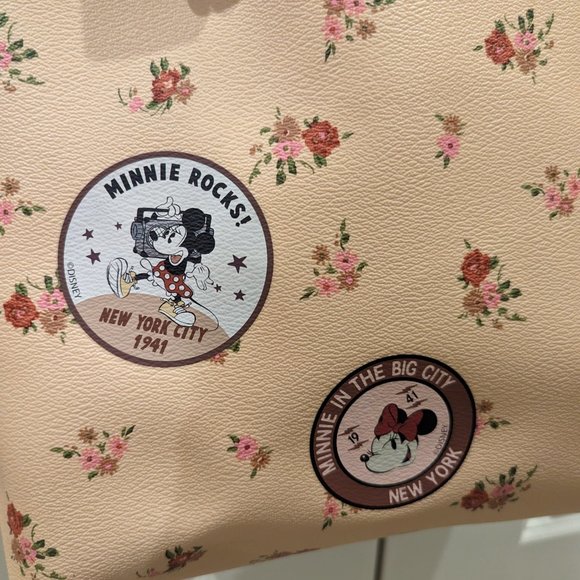 MINNIE ROCKS!
©DISNEY
NEW YORK CITY
1941
MINNIE IN THE BIG CITY
19 41
©DISNEY
NEW YORK